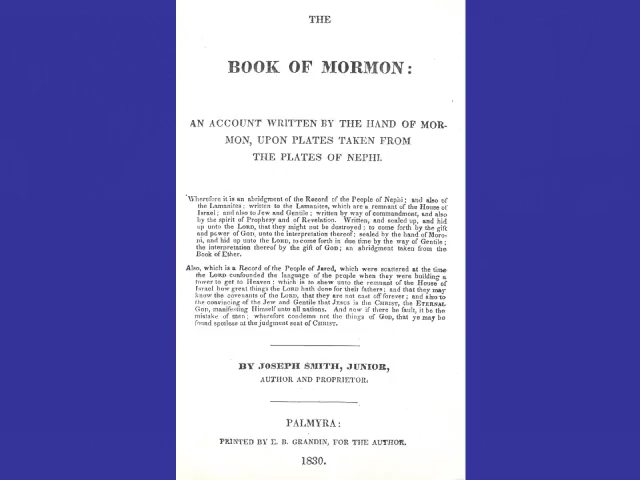 THE
BOOK OF MORMON:
AN ACCOUNT WRITTEN BY THE HAND OF MOR-
MON, UPON PLATES TAKEN FROM
THE PLATES OF NEPHI.
Wherefore it is an abridgment of the Record of the People of Nephi; and also of
the Lamanites; written to the Lamanites, which are a remnant of the House of
Israel; and also to Jew and Gentile; written by way of commandment, and also
by the spirit of Prophesy and of Revelation. Written, and sealed up, and hid
up unto the LORD, that they might not be destroyed; to come forth by the gift
and power of GOD, unto the interpretation thereof; sealed by the hand of Moro-
ni, and hid up unto the LORD, to come forth in due time by the way of Gentile;
the interpretation thereof by the gift of GOD; an abridgment taken from the
Book of Ether.
Also, which is a Record of the People of Jared, which were scattered at the time
the LORD confounded the language of the people when they were building a
tower to get to Heaven: which is to shew unto the remnant of the House of
Israel how great things the LORD hath done for their fathers; and that they may
know the covenants of the LORD, that they are not cast off forever; and also to
the convincing of the Jew and Gentile that JESUS is the CHRIST, the ETERNAL
GOD, manifesting Himself unto all nations. And now if there be fault, it be the
mistake of men; wherefore condemn not the things of GOD, that ye may be
found spotless at the judgment seat of CHRIST.
BY JOSEPH SMITH, JUNIOR,
AUTHOR AND PROPRIETOR.
PALMYRA:
PRINTED BY E. B. GRANDIN, FOR THE AUTHOR.
1830.